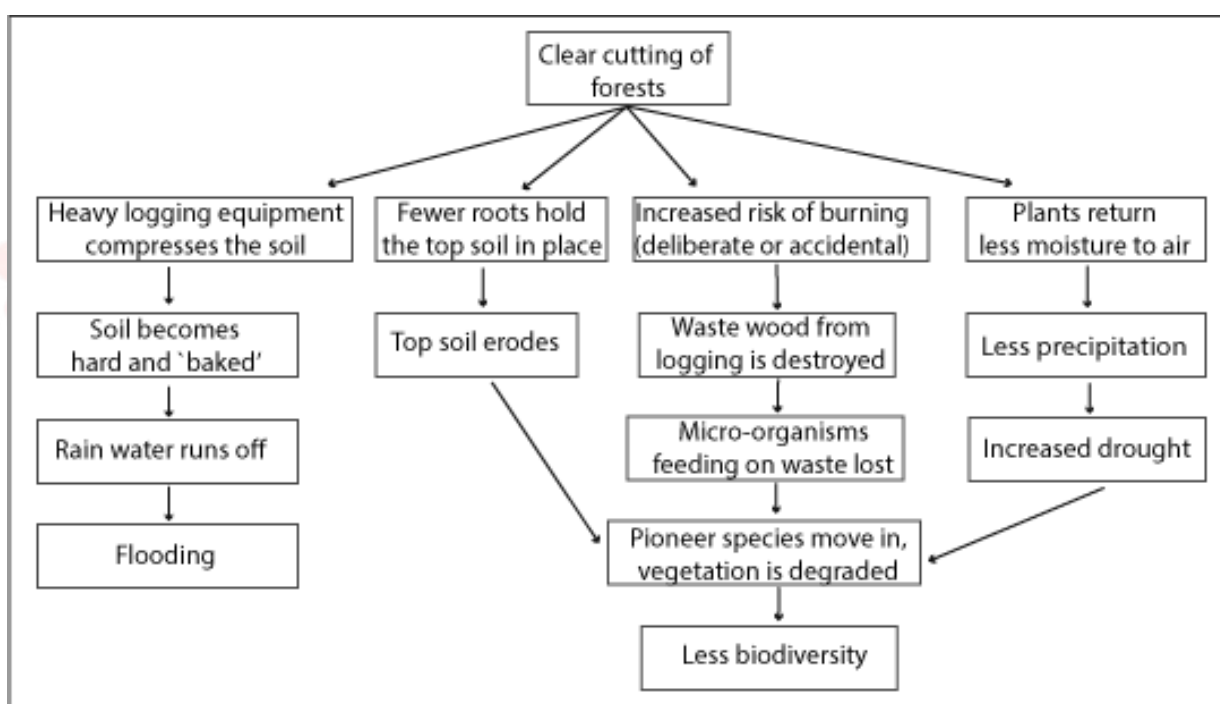 Clear cutting of
forests
Heavy logging equipment
compresses the soil
Fewer roots hold
the top soil in place
Increased risk of burning
(deliberate or accidental)
Plants return
less moisture to air
Soil becomes
hard and `baked’
Top soil erodes
Waste wood from
logging is destroyed
Less precipitation
Rain water runs off
Micro-organisms
feeding on waste lost
Increased drought
Flooding
Pioneer species move in,
vegetation is degraded
Less biodiversity